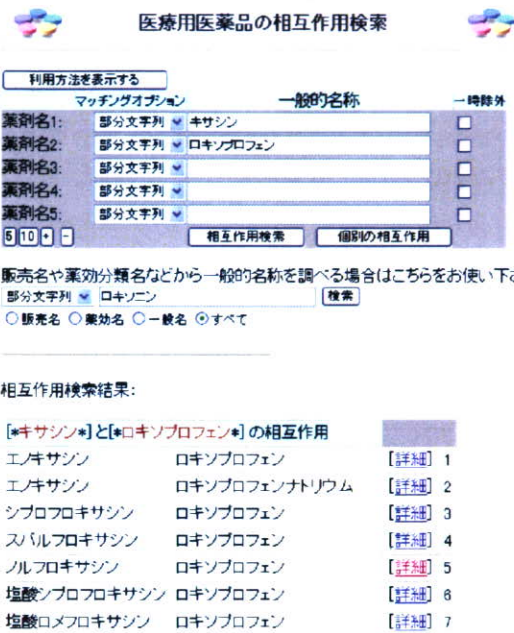 医療用医薬品の相互作用検索
利用方法を表示する
マッチングオプション 一般的名称 一時除外
薬剤名1: 部分文字列 キサシン
薬剤名2: 部分文字列 ロキソプロフェン
薬剤名3: 部分文字列
薬剤名4: 部分文字列
薬剤名5: 部分文字列
5 10 + - 相互作用検索 個別の相互作用
販売名や薬効分類名などから一般的名称を調べる場合はこちらをお使い下
部分文字列 ロキソニン 検索
販売名 薬効名 一般名 すべて
相互作用検索結果:
[*キサシン*]と[*ロキソプロフェン*]の相互作用
エノキサシン ロキソプロフェン [詳細] 1
エノキサシン ロキソプロフェンナトリウム [詳細] 2
シプロフロキサシン ロキソプロフェン [詳細] 3
スパルフロキサシン ロキソプロフェン [詳細] 4
ノルフロキサシン ロキソプロフェン [詳細] 5
塩酸シプロフロキサシン ロキソプロフェン [詳細] 6
塩酸ロメフロキサシン ロキソプロフェン [詳細] 7